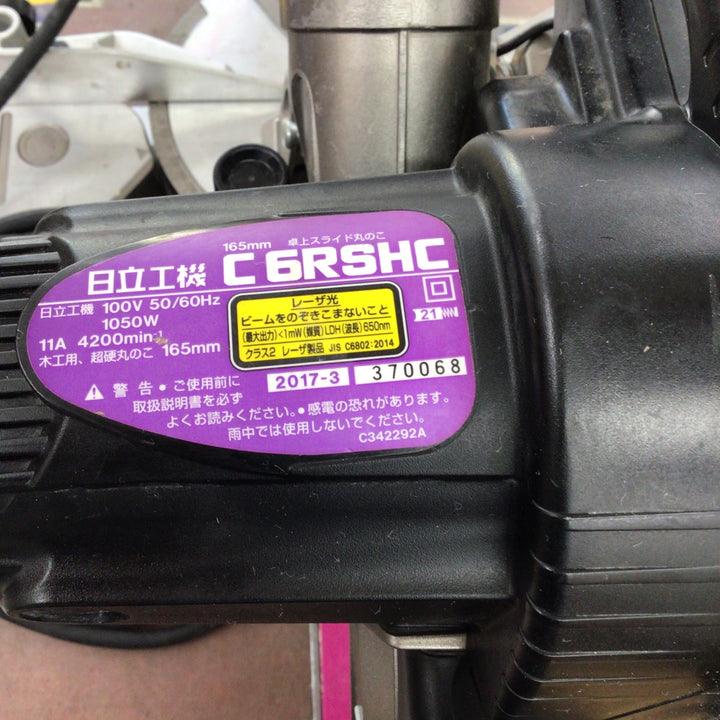 165mm 卓上スライド丸のこ
日立工機 C 6RSHC
日立工機 100V 50/60Hz
1050W
11A 4200min⁻¹
木工用、超硬丸のこ 165mm
レーザ光
ビームをのぞきこまないこと
(最大出力)<1mW (媒質) LDH (波長) 650nm
クラス2 レーザ製品 JIS C6802:2014
21
2017-3 370068
警告 • ご使用前に
取扱説明書を必ず
よくお読みください。• 感電の恐れがあります。
雨中では使用しないでください。
C342292A